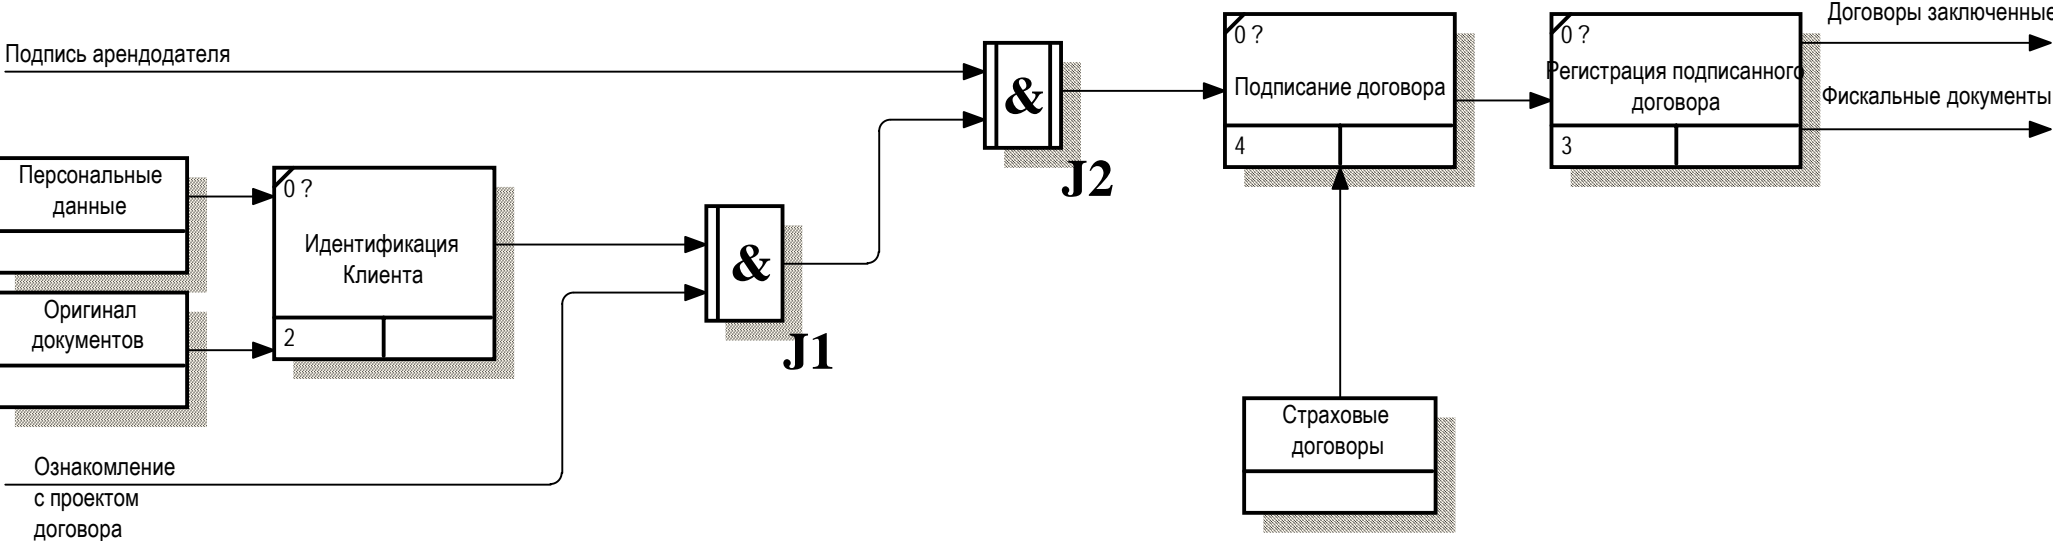 Договоры заключенные
0 ?
0 ?
Подпись арендодателя
Регистрация подписанного
договора
&
Подписание договора
Фискальные документы
4
3
J2
Персональные
данные
0 ?
Идентификация
Клиента
&
Оригинал
документов
2
J1
Страховые
договоры
Ознакомление
с проектом
договора